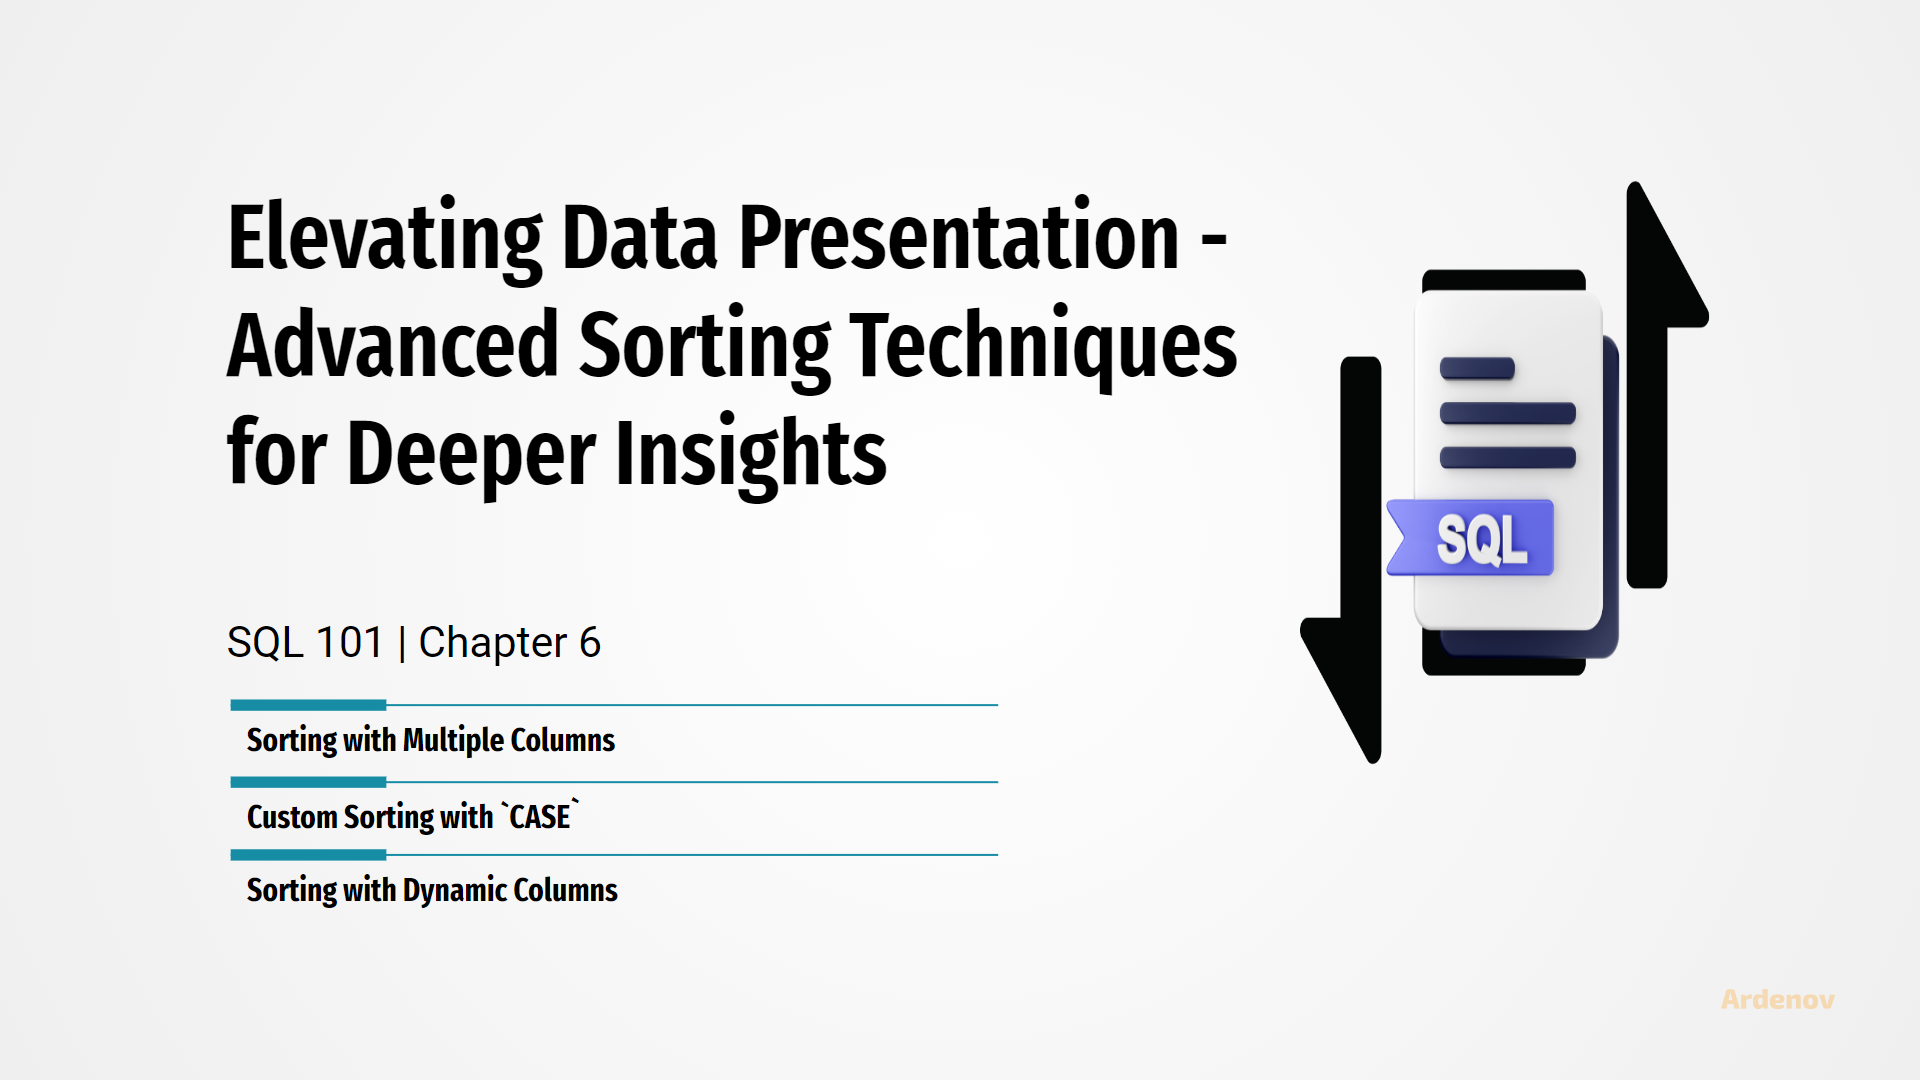 Elevating Data Presentation -
Advanced Sorting Techniques
for Deeper Insights
SQL 101 | Chapter 6
Sorting with Multiple Columns
Custom Sorting with `CASE`
Sorting with Dynamic Columns
SQL
Ardenov